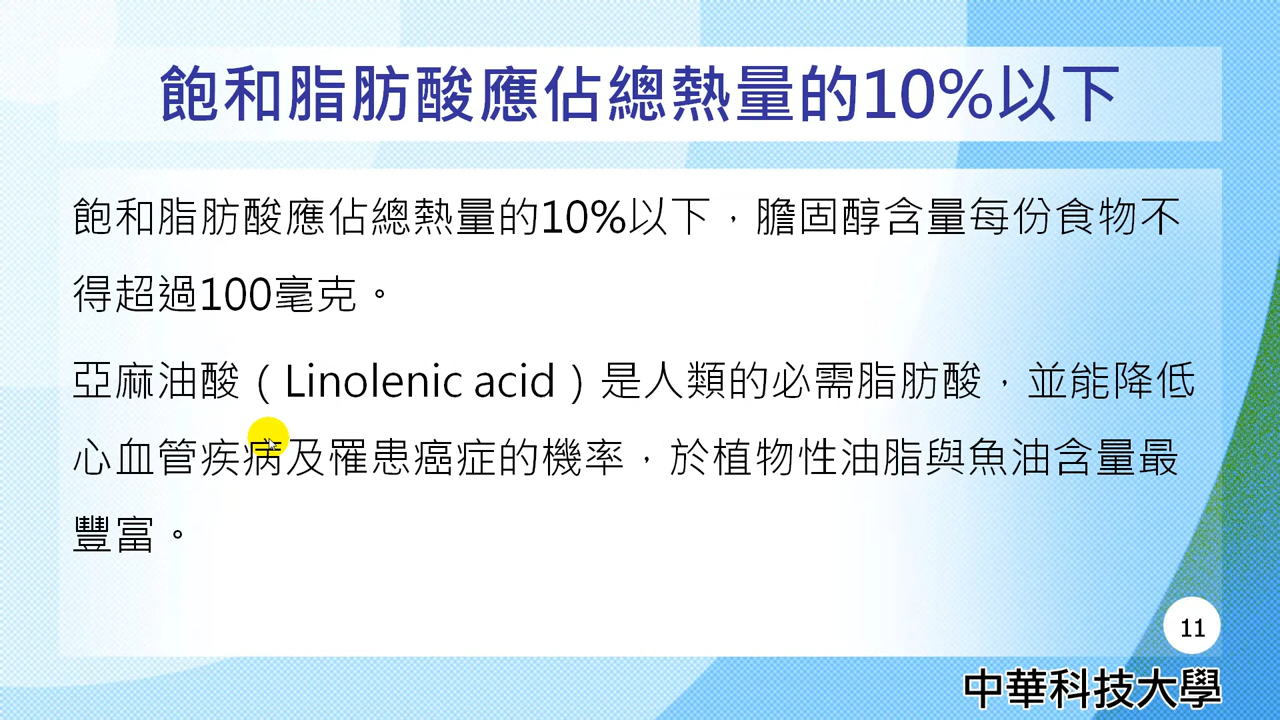 飽和脂肪酸應佔總熱量的10%以下
飽和脂肪酸應佔總熱量的10%以下，膽固醇含量每份食物不
得超過100毫克。
亞麻油酸（Linolenic acid）是人類的必需脂肪酸，並能降低
心血管疾病及罹患癌症的機率，於植物性油脂與魚油含量最
豐富。
11
中華科技大學